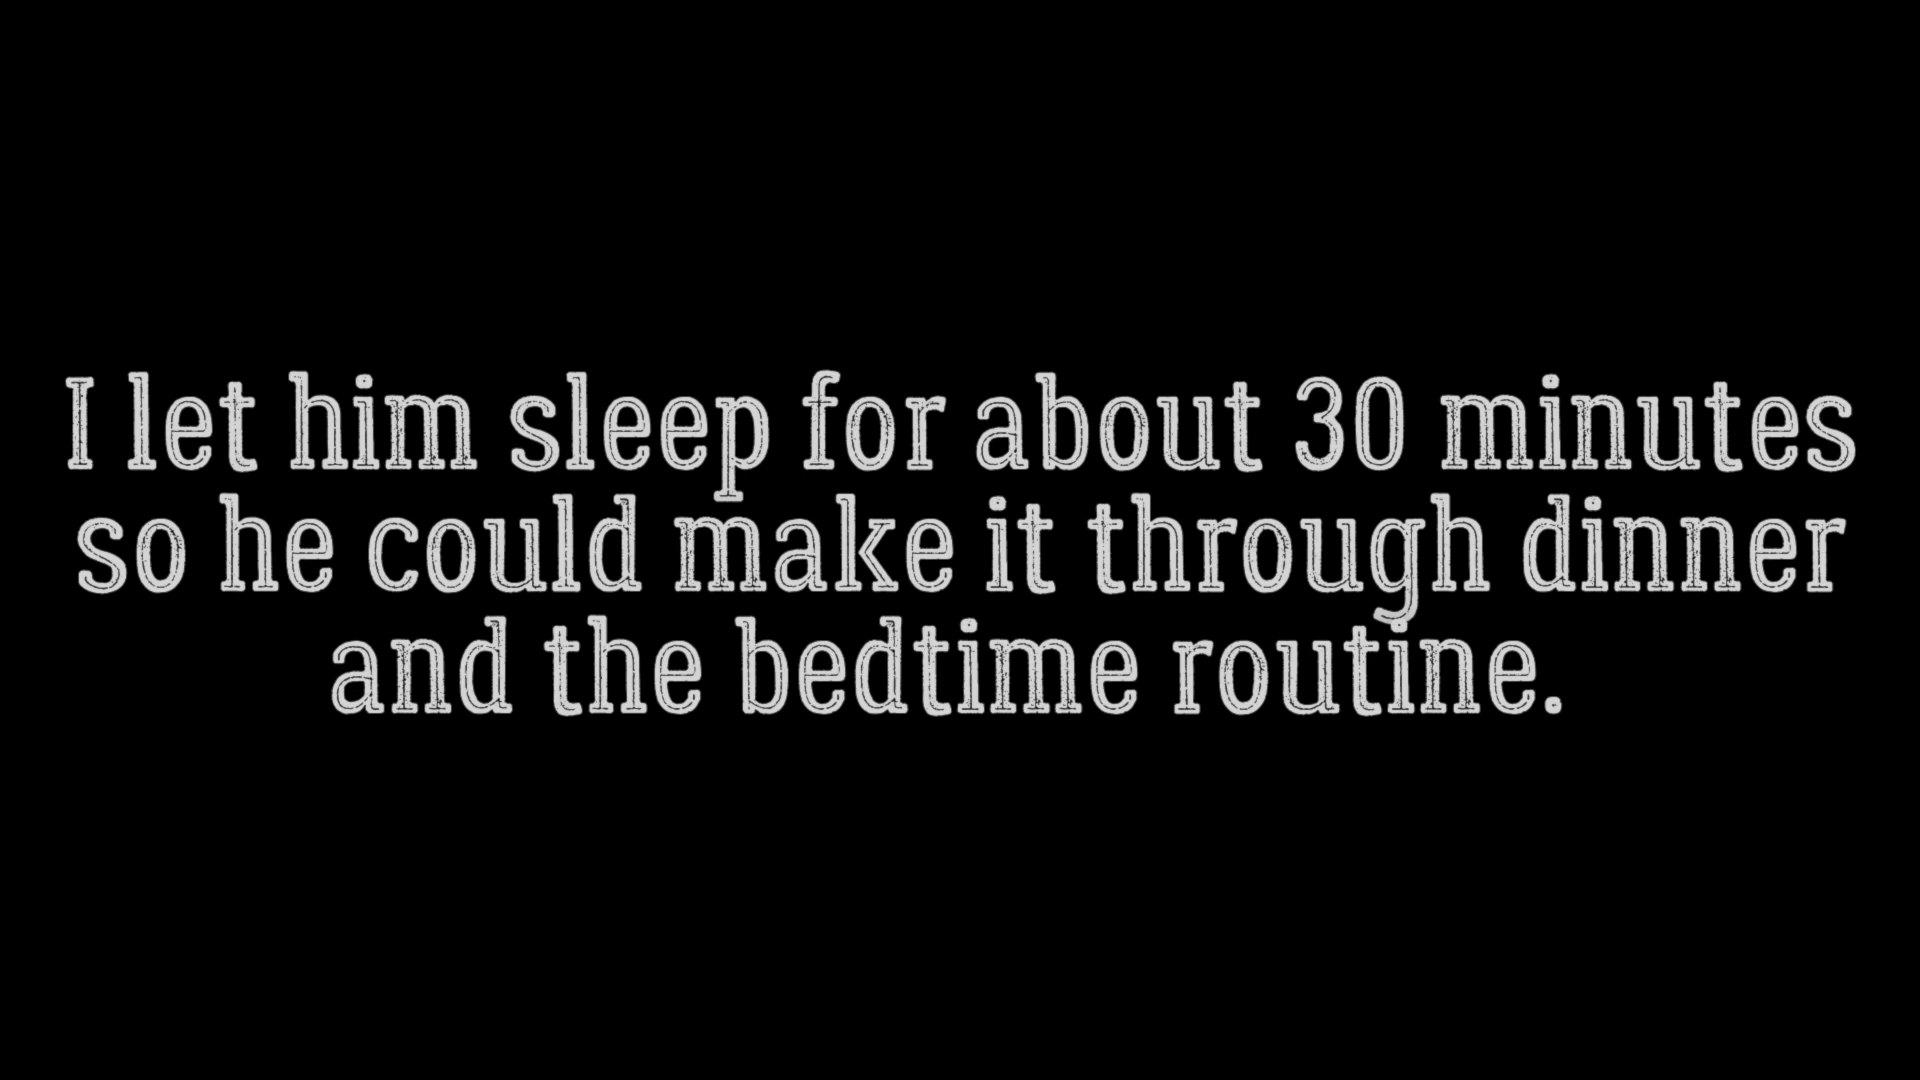 I let him sleep for about 30 minutes
so he could make it through dinner
and the bedtime routine.